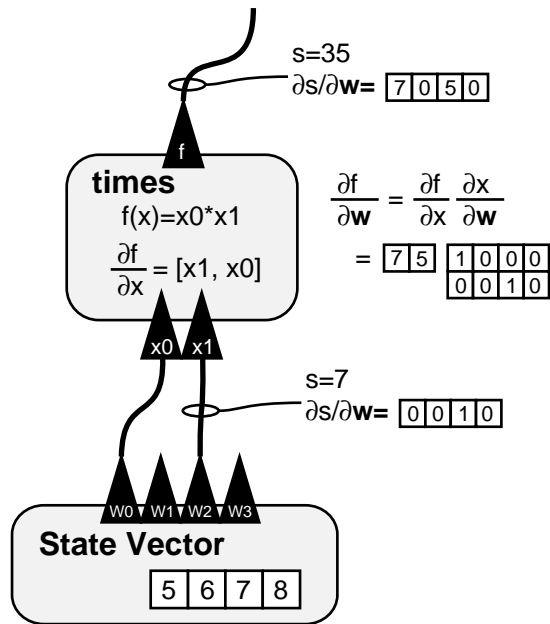 s=35
∂s/∂w= 7 0 5 0
f
times
f(x)=x0*x1
∂f/∂x = [x1, x0]
∂f/∂w = ∂f/∂x ∂x/∂w
= 7 5 1 0 0 0
0 0 1 0
x0 x1
s=7
∂s/∂w= 0 0 1 0
W0 W1 W2 W3
State Vector
5 6 7 8